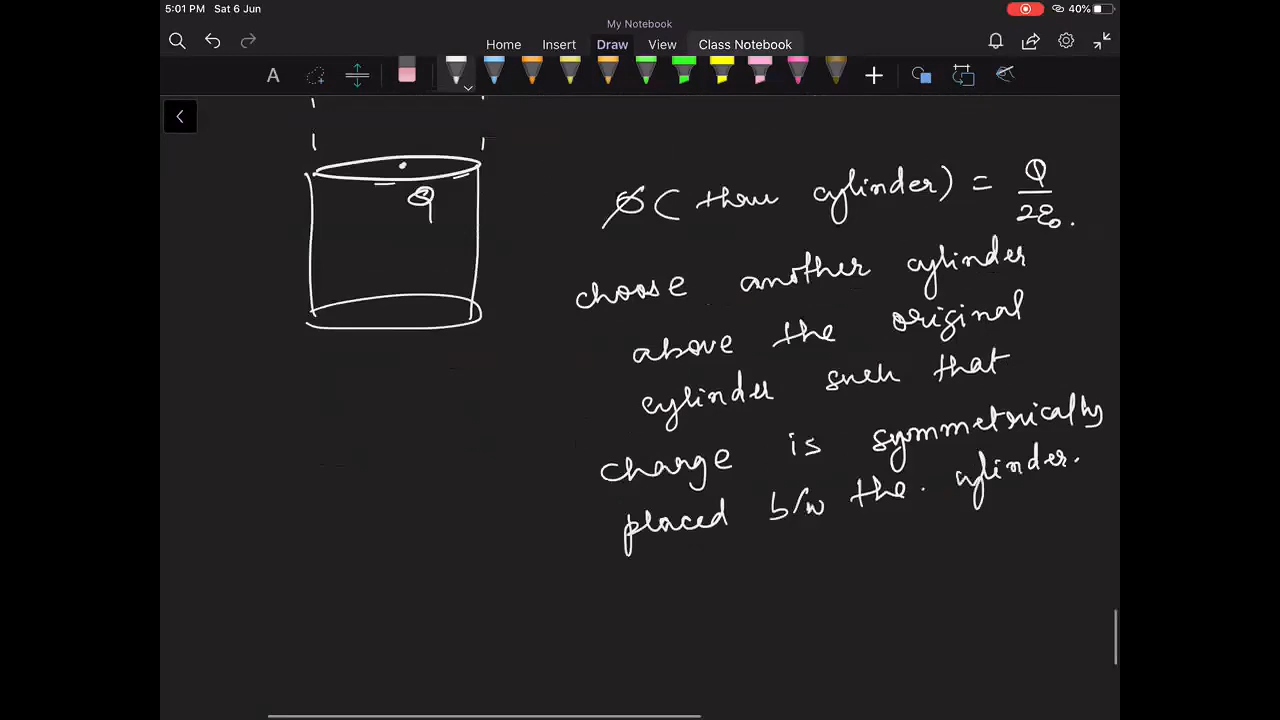 5:01 PM Sat 6 Jun
40%
My Notebook
Home Insert Draw View Class Notebook
A
Q
ϕ( thru cylinder) = Q/2ε₀.
choose another cylinder
above the original
cylinder such that
charge is symmetrically
placed b/w the. cylinder.